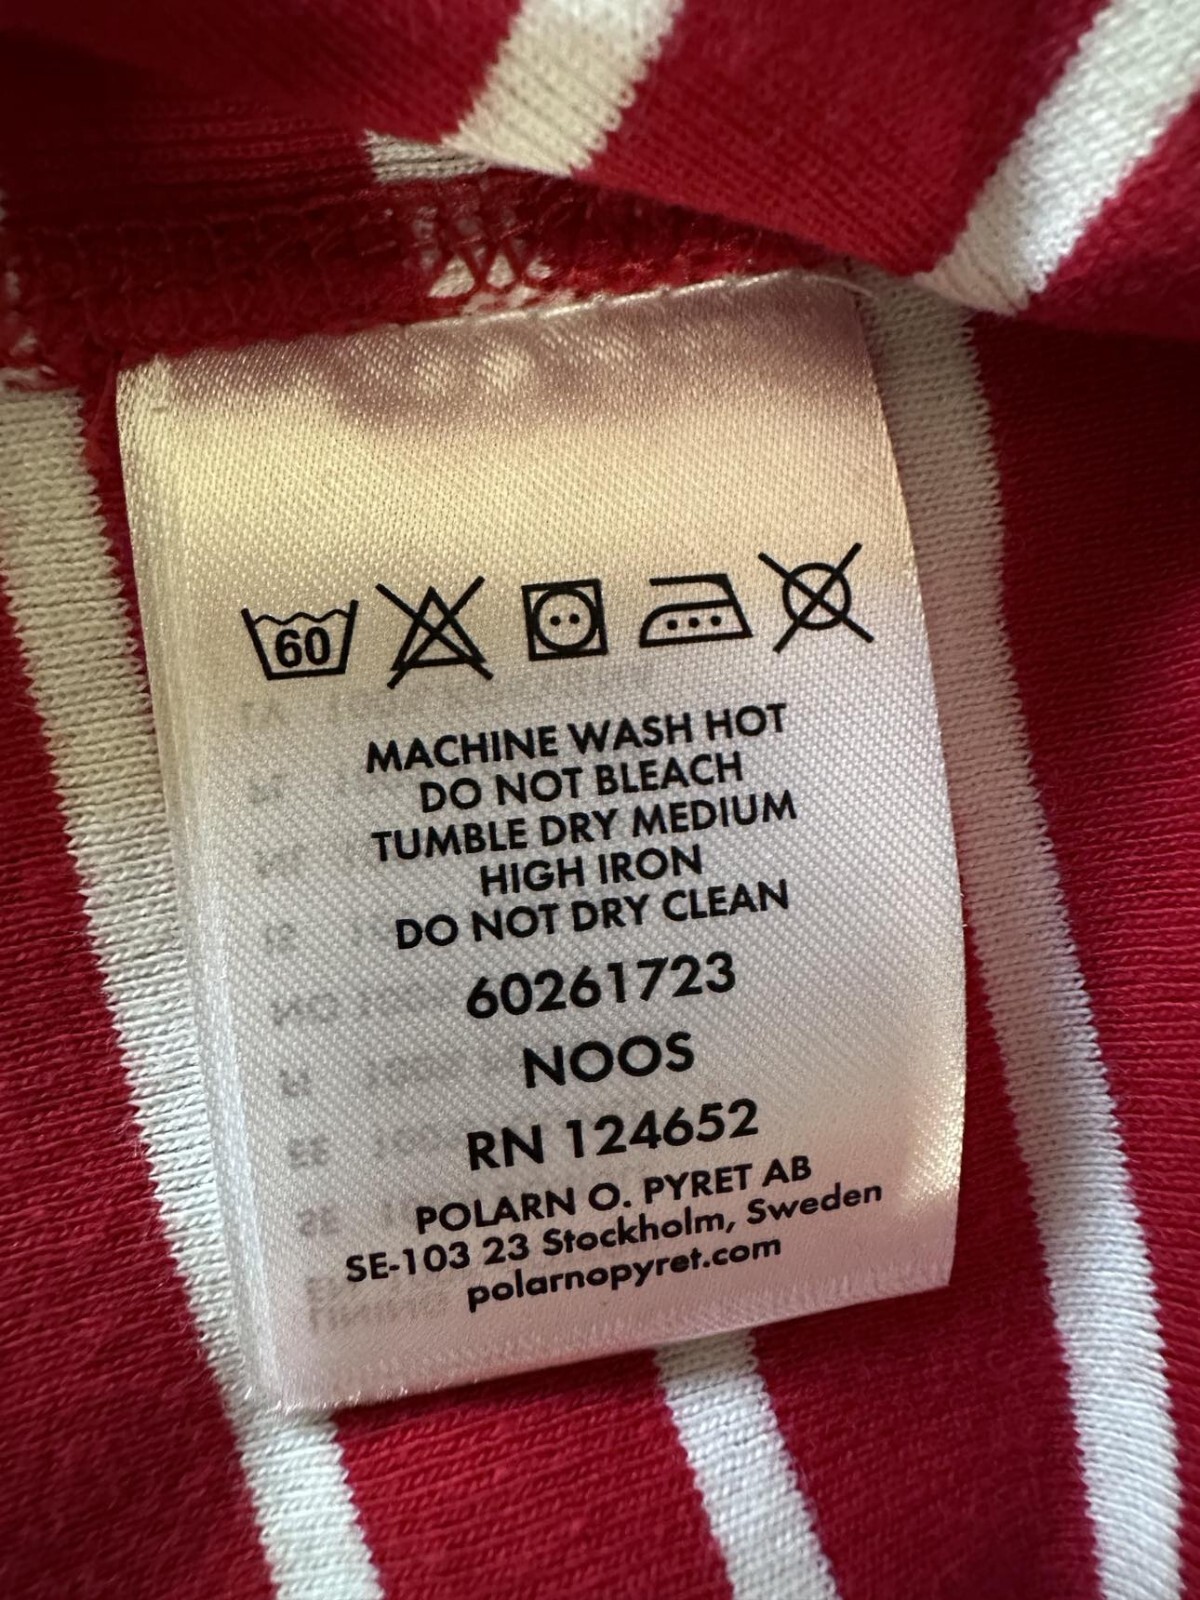 60
MACHINE WASH HOT
DO NOT BLEACH
TUMBLE DRY MEDIUM
HIGH IRON
DO NOT DRY CLEAN
60261723
NOOS
RN 124652
POLARN O. PYRET AB
SE-103 23 Stockholm, Sweden
polarnopyret.com